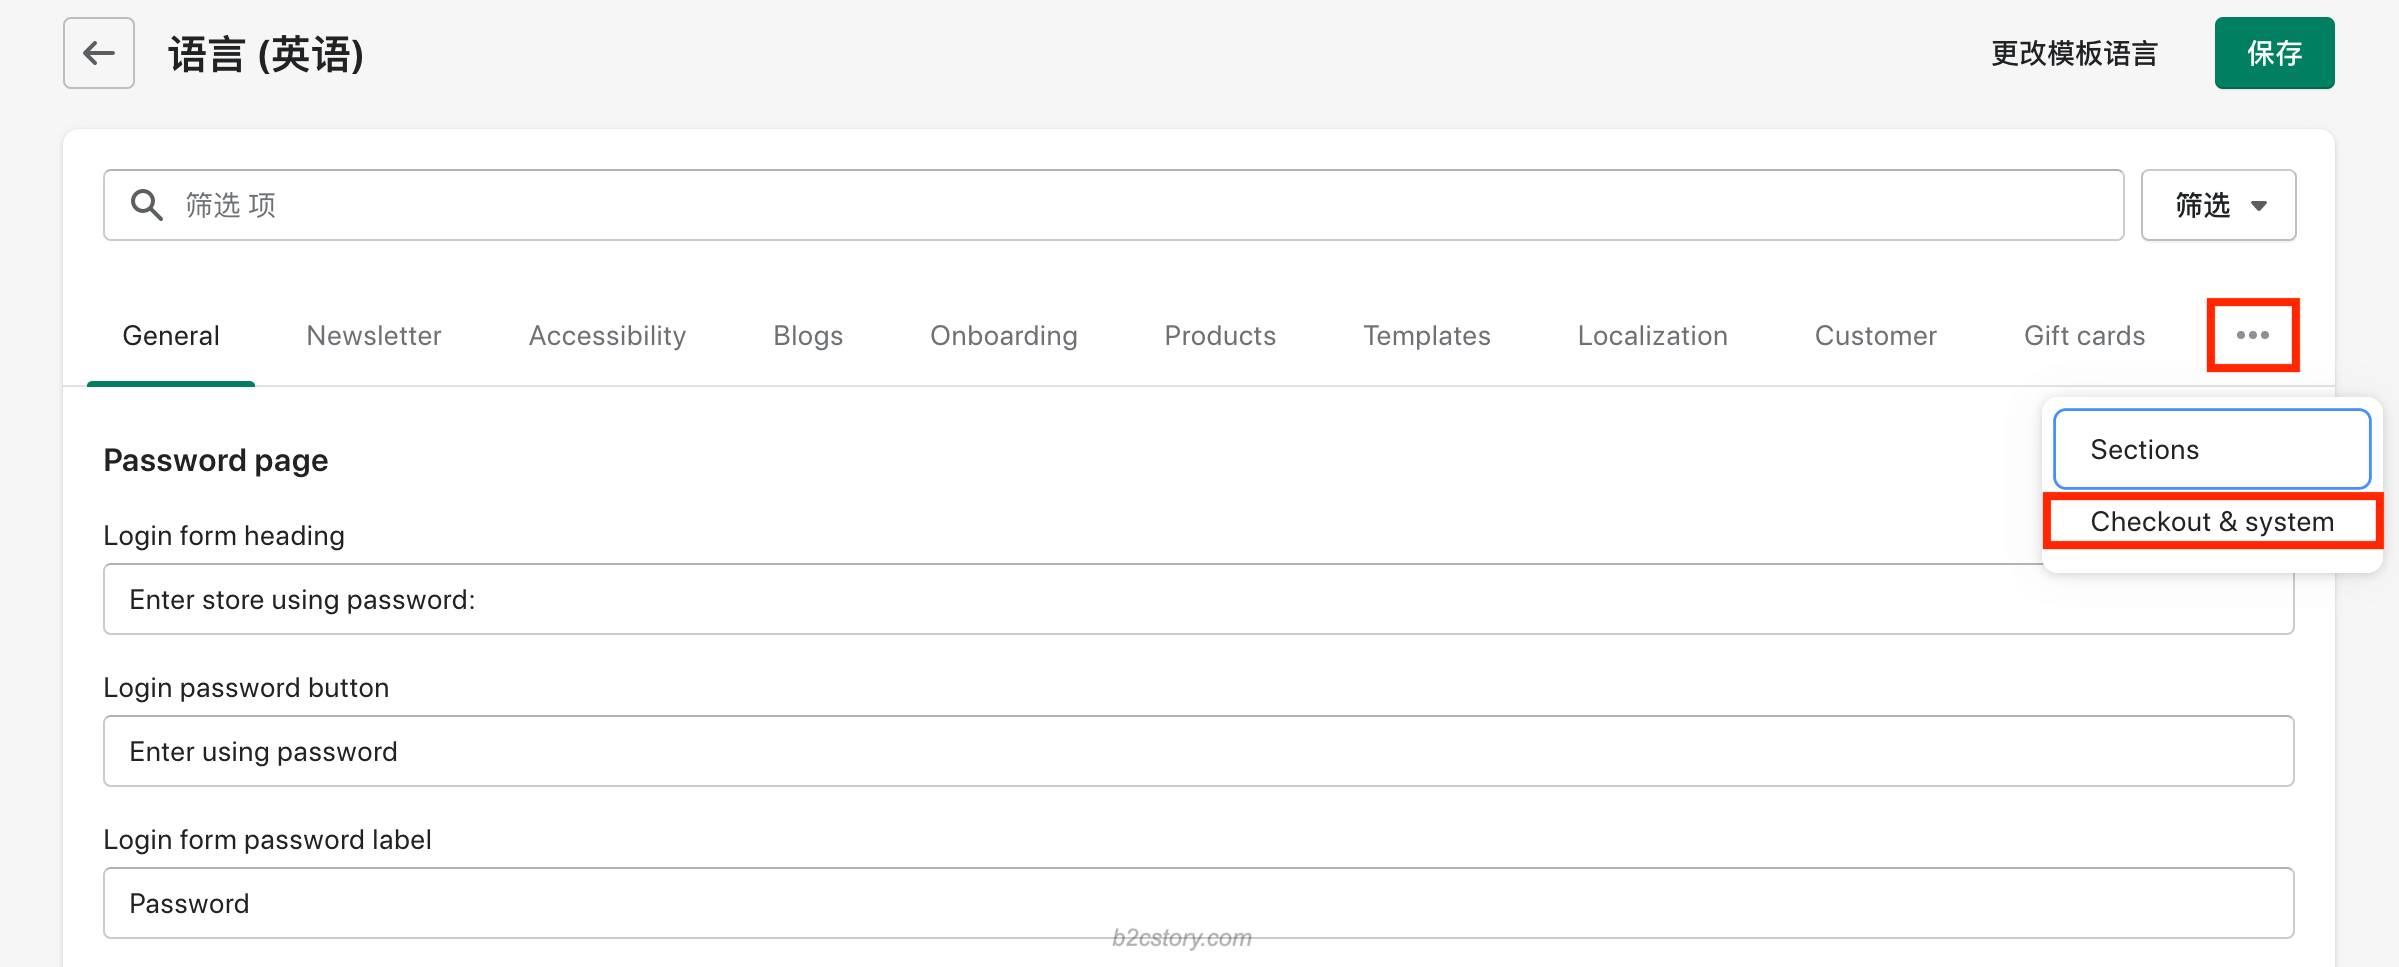 语言 (英语)
更改模板语言
保存
筛选 项
筛选
General Newsletter Accessibility Blogs Onboarding Products Templates Localization Customer Gift cards
Sections
Checkout & system
Password page
Login form heading
Enter store using password:
Login password button
Enter using password
Login form password label
Password
b2cstory.com